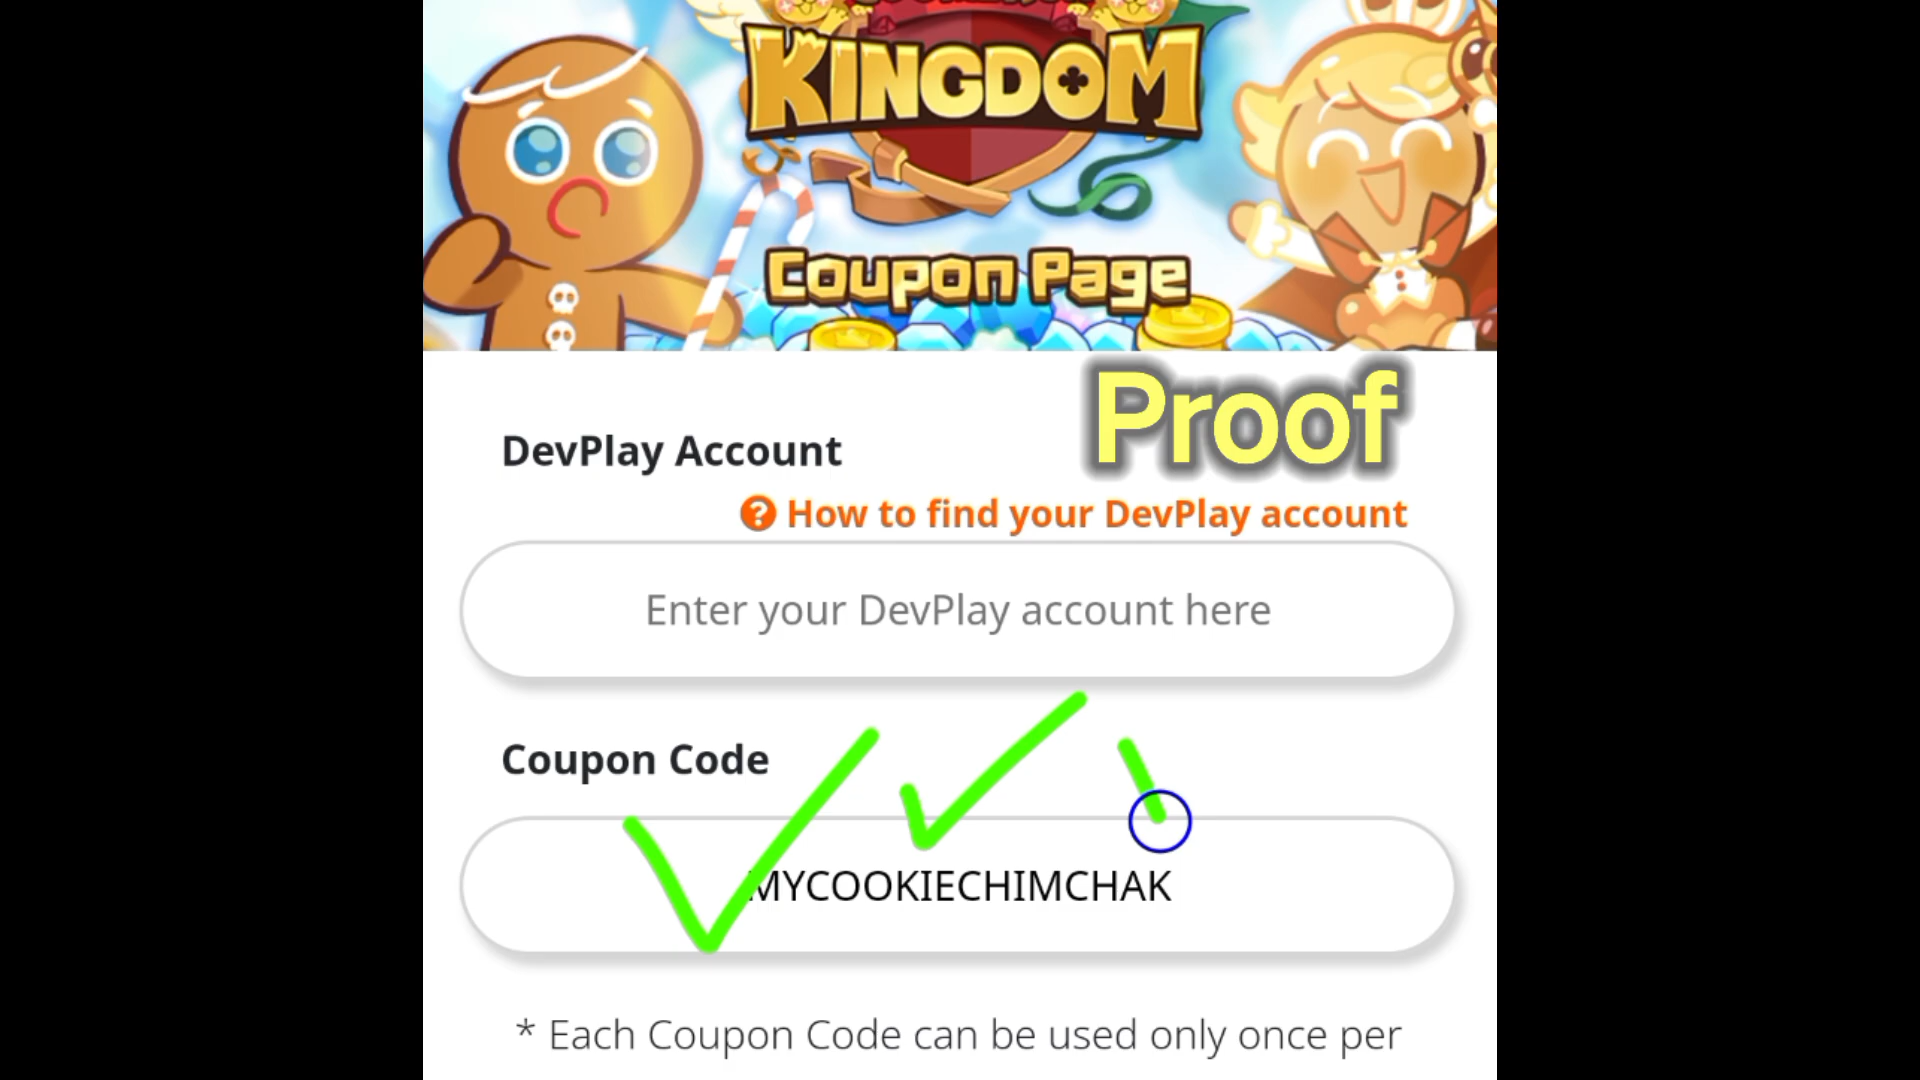 KINGDOM
Coupon Page
Proof
DevPlay Account
? How to find your DevPlay account
Enter your DevPlay account here
Coupon Code
MYCOOKIECHIMCHAK
* Each Coupon Code can be used only once per